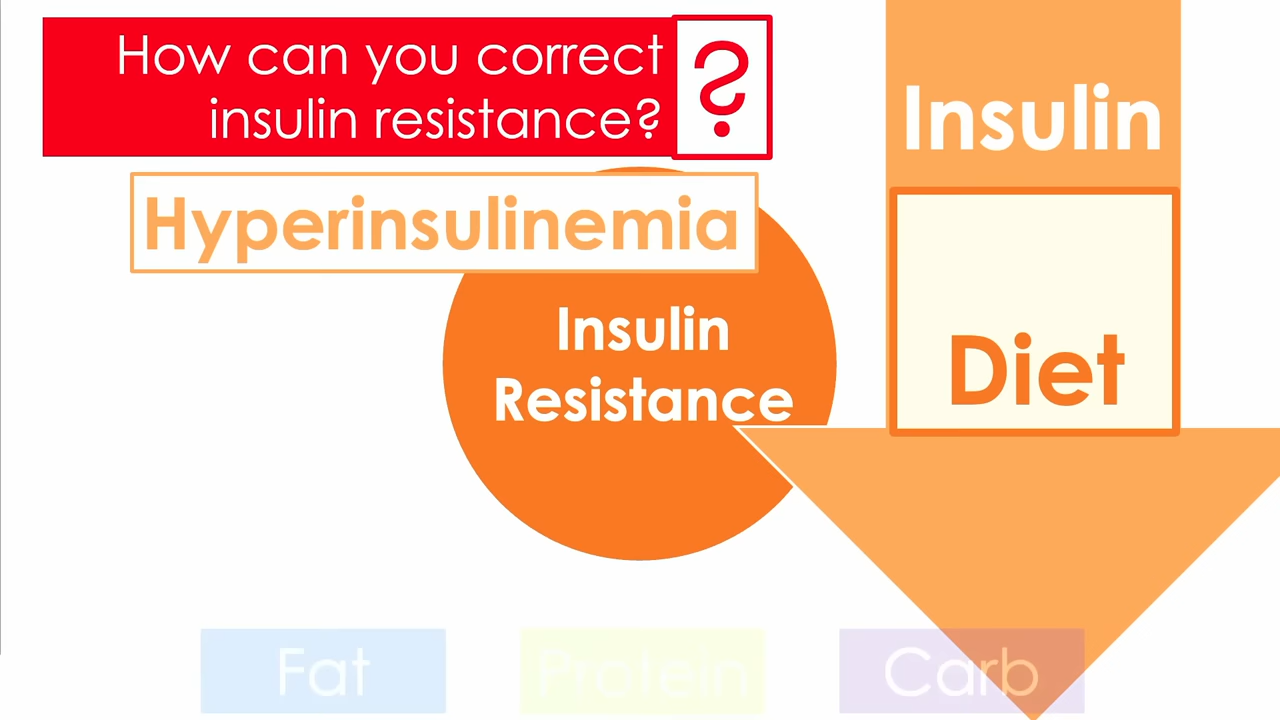 How can you correct
insulin resistance?
?
Insulin
Hyperinsulinemia
Insulin
Resistance
Diet
Fat
Protein
Carb